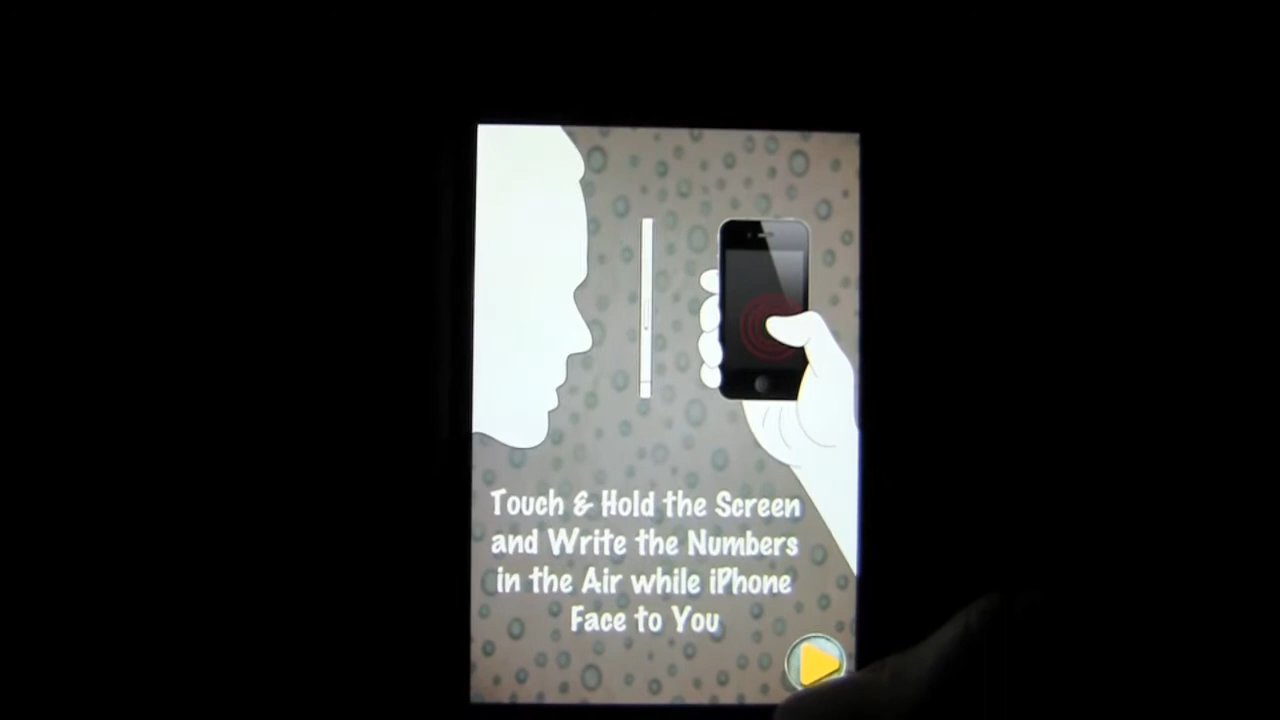 Touch & Hold the Screen
and Write the Numbers
in the Air while iPhone
Face to You